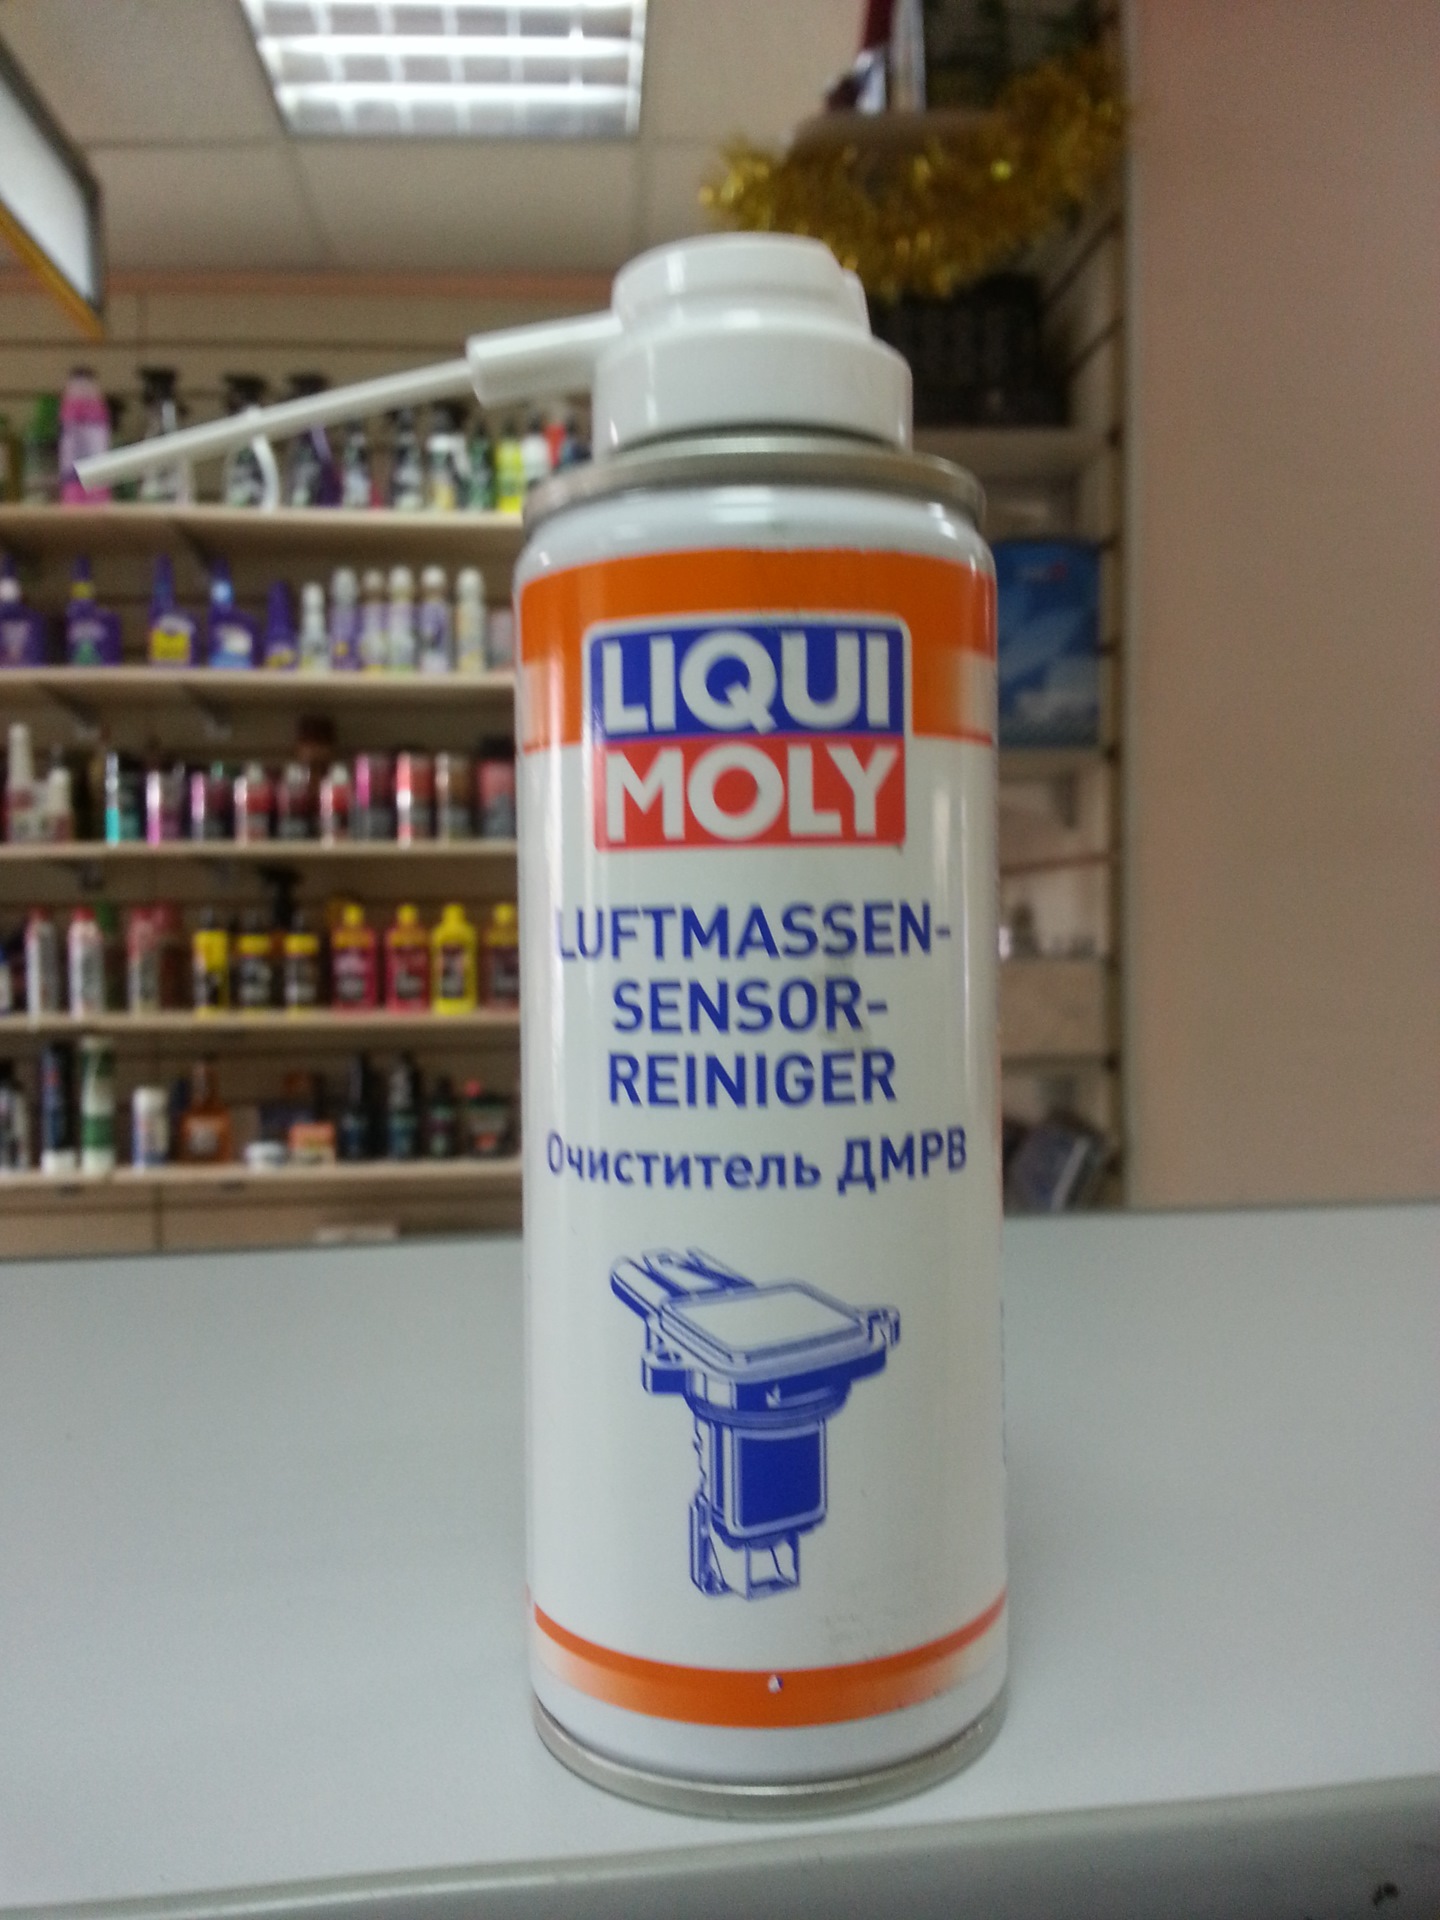 LIQUI
MOLY
LUFTMASSEN-
SENSOR-
REINIGER
Очиститель ДМРВ